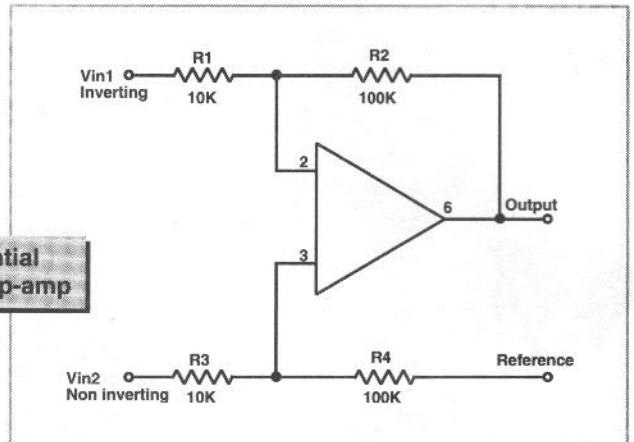 R1
R2
Vin1
Inverting
10K
100K
2
6
Output
3
R3
R4
Reference
Vin2
Non inverting
10K
100K